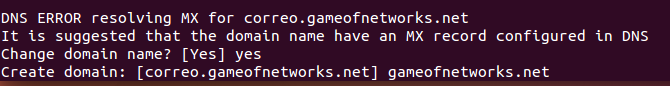 DNS ERROR resolving MX for correo.gameofnetworks.net
It is suggested that the domain name have an MX record configured in DNS
Change domain name? [Yes] yes
Create domain: [correo.gameofnetworks.net] gameofnetworks.net